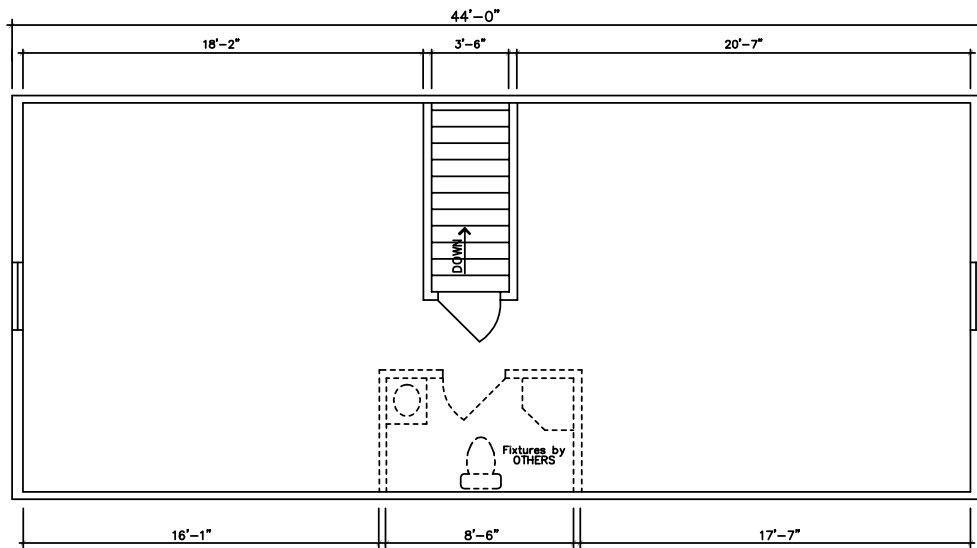 44'-0"
18'-2"
3'-6"
20'-7"
DOWN
Fixtures by
OTHERS
16'-1"
8'-6"
17'-7"